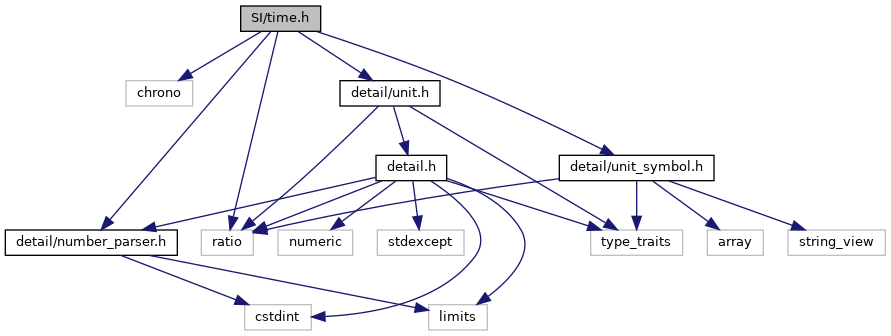 SI/time.h
chrono
detail/unit.h
detail.h
detail/unit_symbol.h
detail/number_parser.h
ratio
numeric
stdexcept
type_traits
array
string_view
cstdint
limits